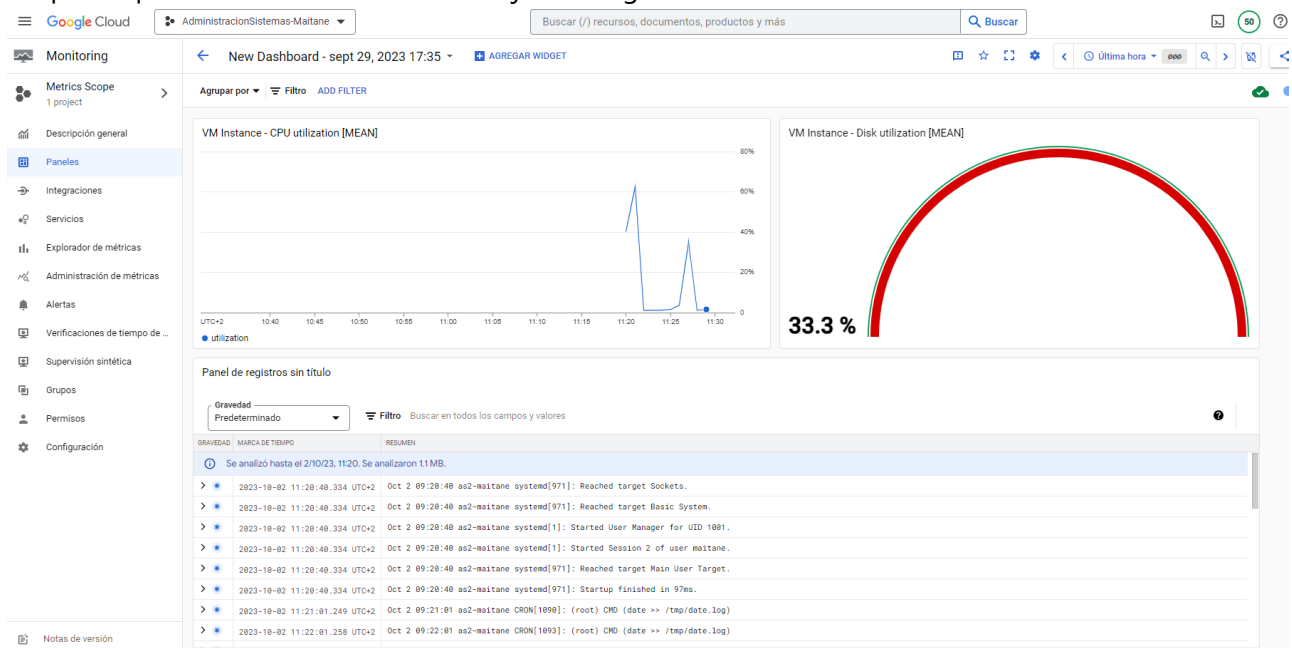 Google Cloud
AdministracionSistemas-Maitane
Buscar (/) recursos, documentos, productos y más
Buscar
50
Monitoring
New Dashboard - sept 29, 2023 17:35
AGREGAR WIDGET
Última hora
Metrics Scope
1 project
Agrupar por
Filtro
ADD FILTER
Descripción general
Paneles
Integraciones
Servicios
Explorador de métricas
Administración de métricas
Alertas
Verificaciones de tiempo de ...
Supervisión sintética
Grupos
Permisos
Configuración
Notas de versión
VM Instance - CPU utilization [MEAN]
80%
60%
40%
20%
0
UTC+2 10:40 10:45 10:50 10:55 11:00 11:05 11:10 11:15 11:20 11:25 11:30
utilization
VM Instance - Disk utilization [MEAN]
33.3 %
Panel de registros sin título
Gravedad
Predeterminado
Filtro Buscar en todos los campos y valores
GRAVEDAD MARCA DE TIEMPO RESUMEN
Se analizó hasta el 2/10/23, 11:20. Se analizaron 1.1 MB.
2023-10-02 11:20:40.334 UTC+2 Oct 2 09:20:40 as2-maitane systemd[971]: Reached target Sockets.
2023-10-02 11:20:40.334 UTC+2 Oct 2 09:20:40 as2-maitane systemd[971]: Reached target Basic System.
2023-10-02 11:20:40.334 UTC+2 Oct 2 09:20:40 as2-maitane systemd[1]: Started User Manager for UID 1001.
2023-10-02 11:20:40.334 UTC+2 Oct 2 09:20:40 as2-maitane systemd[1]: Started Session 2 of user maitane.
2023-10-02 11:20:40.334 UTC+2 Oct 2 09:20:40 as2-maitane systemd[971]: Reached target Main User Target.
2023-10-02 11:20:40.334 UTC+2 Oct 2 09:20:40 as2-maitane systemd[971]: Startup finished in 97ms.
2023-10-02 11:21:01.249 UTC+2 Oct 2 09:21:01 as2-maitane CRON[1090]: (root) CMD (date >> /tmp/date.log)
2023-10-02 11:22:01.258 UTC+2 Oct 2 09:22:01 as2-maitane CRON[1093]: (root) CMD (date >> /tmp/date.log)